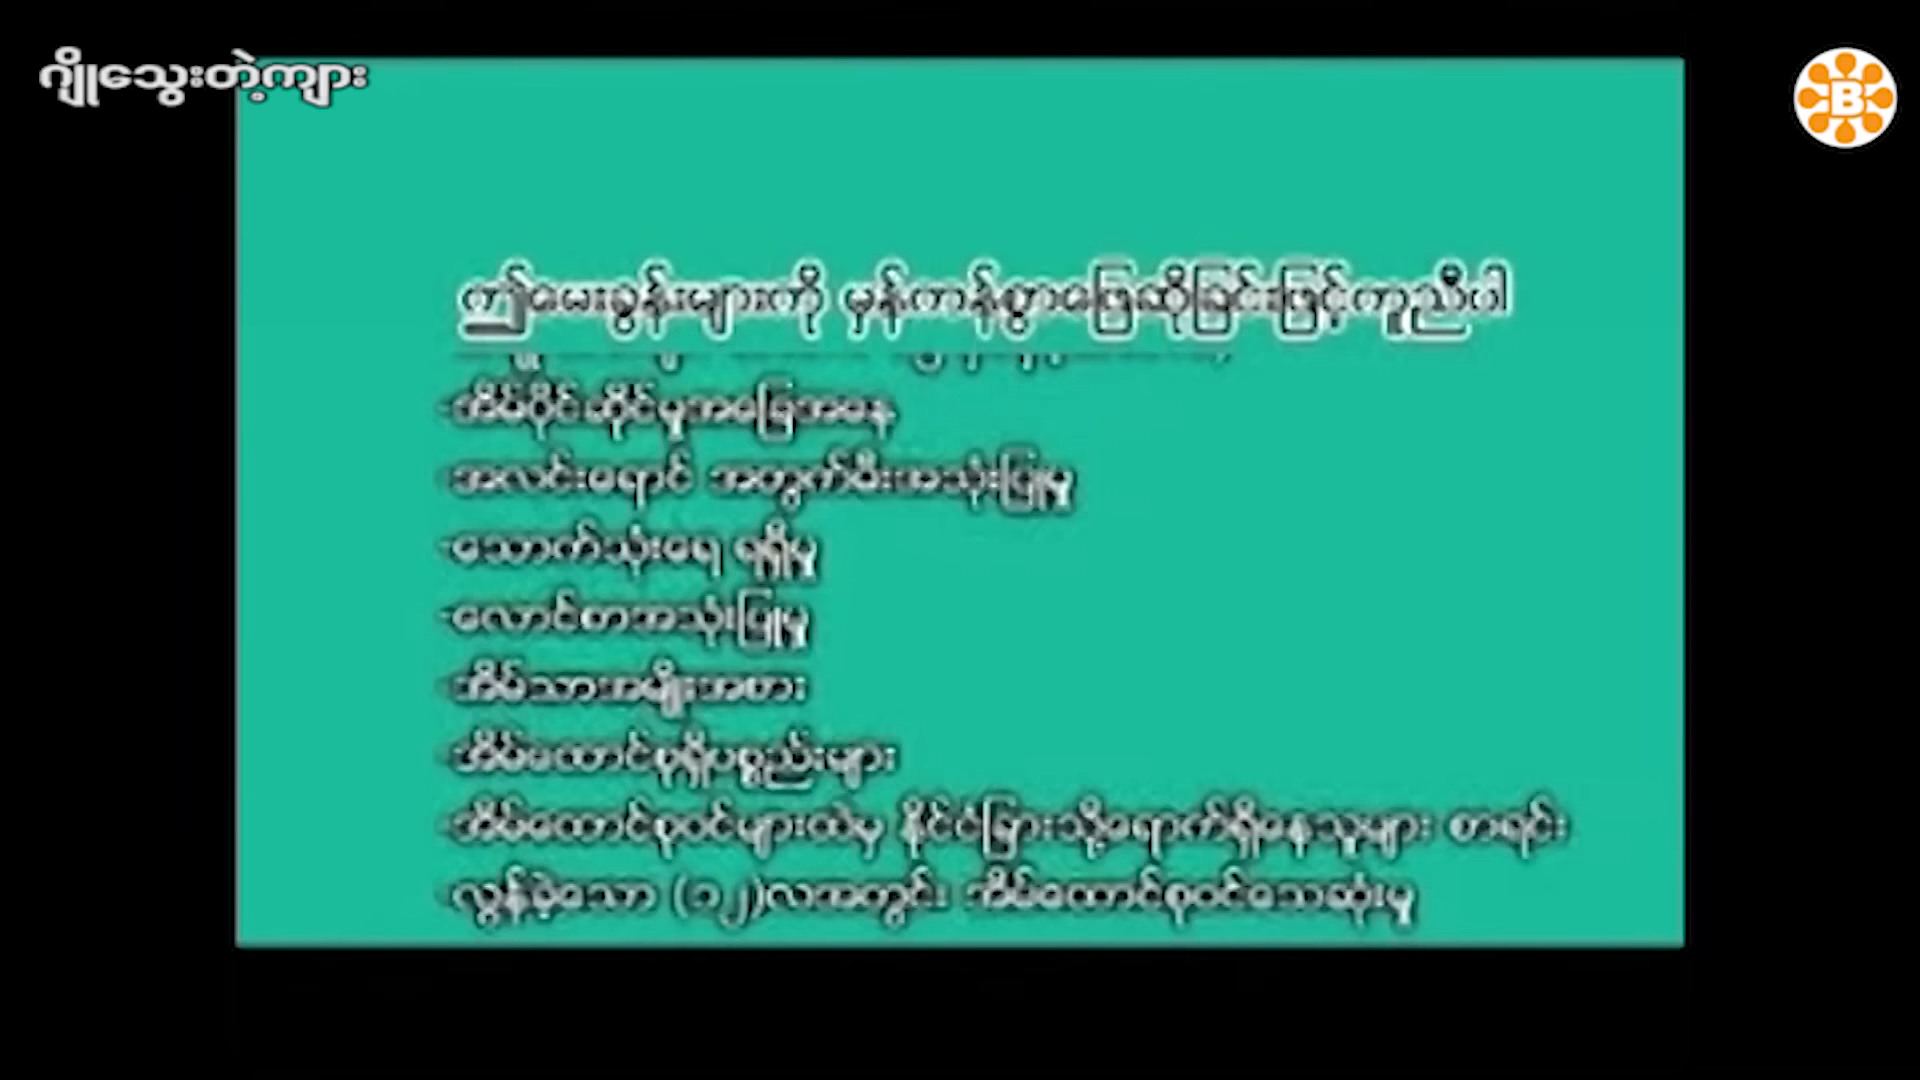 ဂျိုသွေးတဲ့ကျား
B
ဤမေးခွန်းများကို မှန်ကန်စွာဖြေဆိုခြင်းဖြင့်ကူညီပါ
-အိမ်ပိုင်ဆိုင်မှုအခြေအနေ
-အလင်းရောင် အတွက်မီးအသုံးပြုမှု
-သောက်သုံးရေ ရရှိမှု
-လောင်စာအသုံးပြုမှု
-အိမ်သာအမျိုးအစား
-အိမ်ထောင်စုရှိပစ္စည်းများ
-အိမ်ထောင်စုဝင်များထဲမှ နိုင်ငံခြားသို့ရောက်ရှိနေသူများ စာရင်း
-လွန်ခဲ့သော (၁၂)လအတွင်း အိမ်ထောင်စုဝင်သေဆုံးမှု